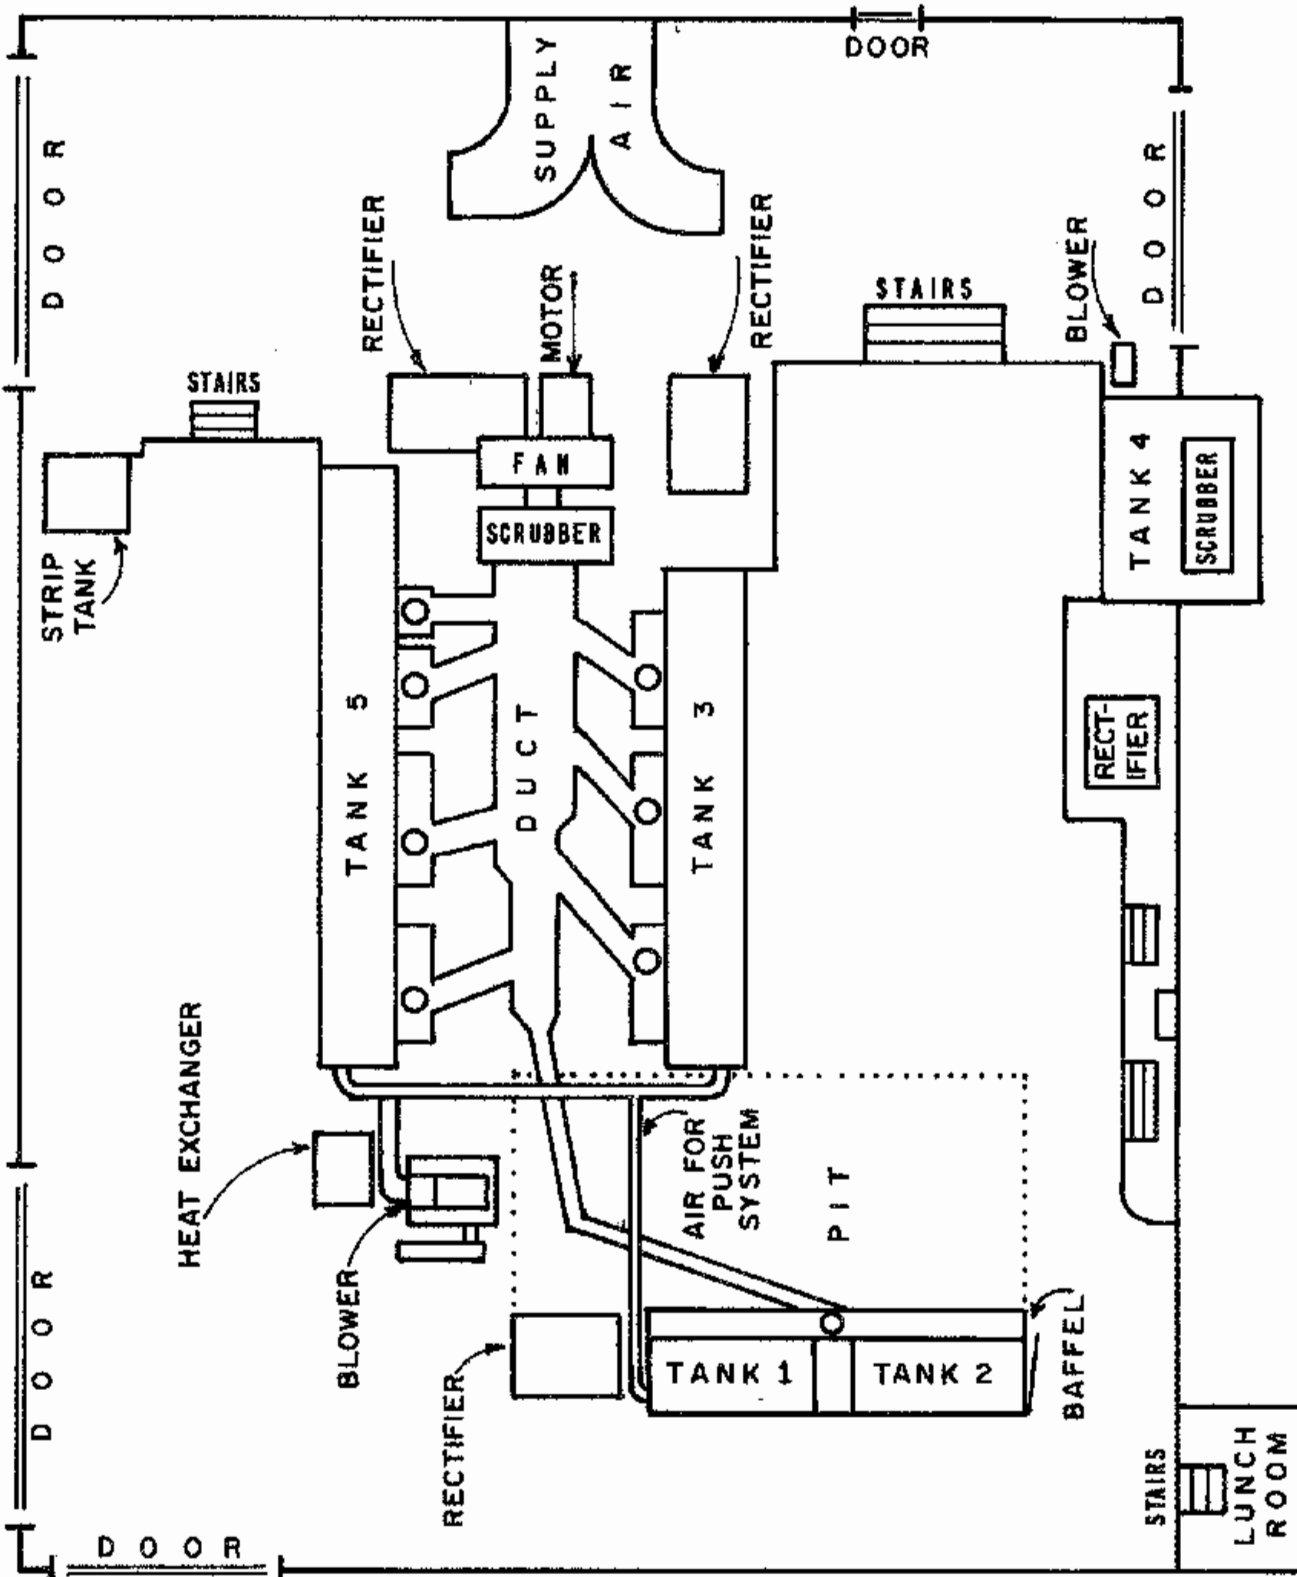 DOOR
DOOR
DOOR
SUPPLY
AIR
RECTIFIER
MOTOR
RECTIFIER
STAIRS
BLOWER
STAIRS
STRIP
TANK
FAN
SCRUBBER
TANK 4
SCRUBBER
TANK 5
DUCT
TANK 3
RECT-
IFIER
HEAT EXCHANGER
AIR FOR
PUSH
SYSTEM
PIT
BLOWER
RECTIFIER
TANK 1
TANK 2
BAFFEL
DOOR
DOOR
STAIRS
LUNCH
ROOM